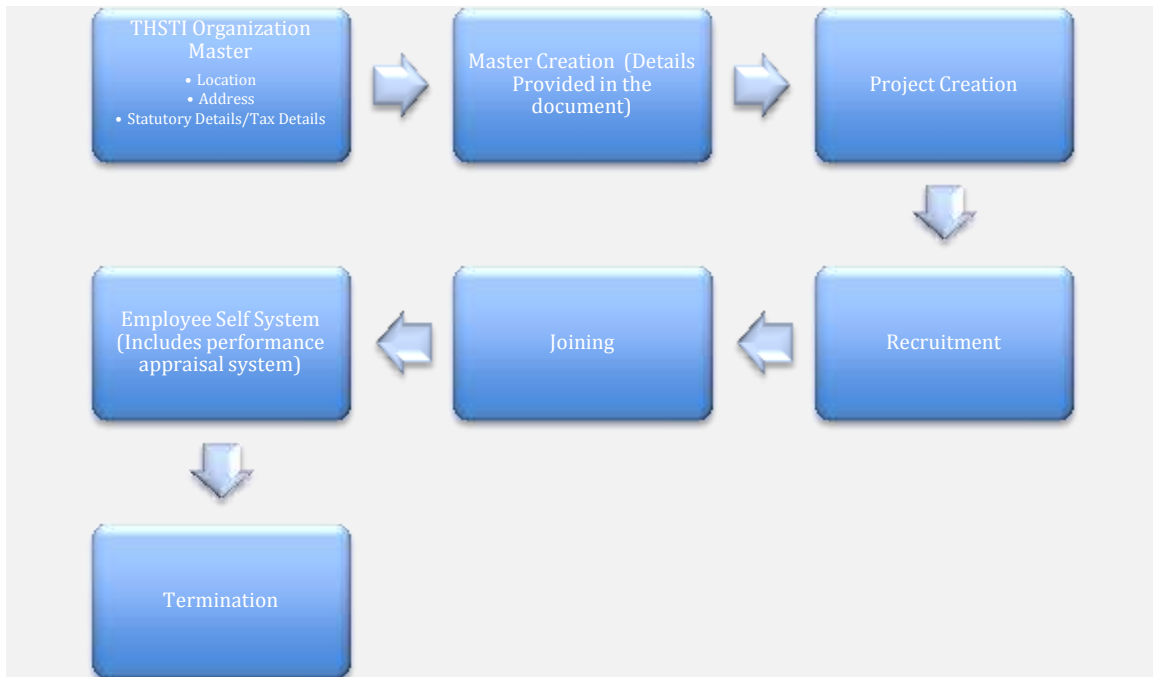 THSTI Organization
Master
• Location
• Address
• Statutory Details/Tax Details
Master Creation (Details
Provided in the
document)
Project Creation
Recruitment
Joining
Employee Self System
(Includes performance
appraisal system)
Termination